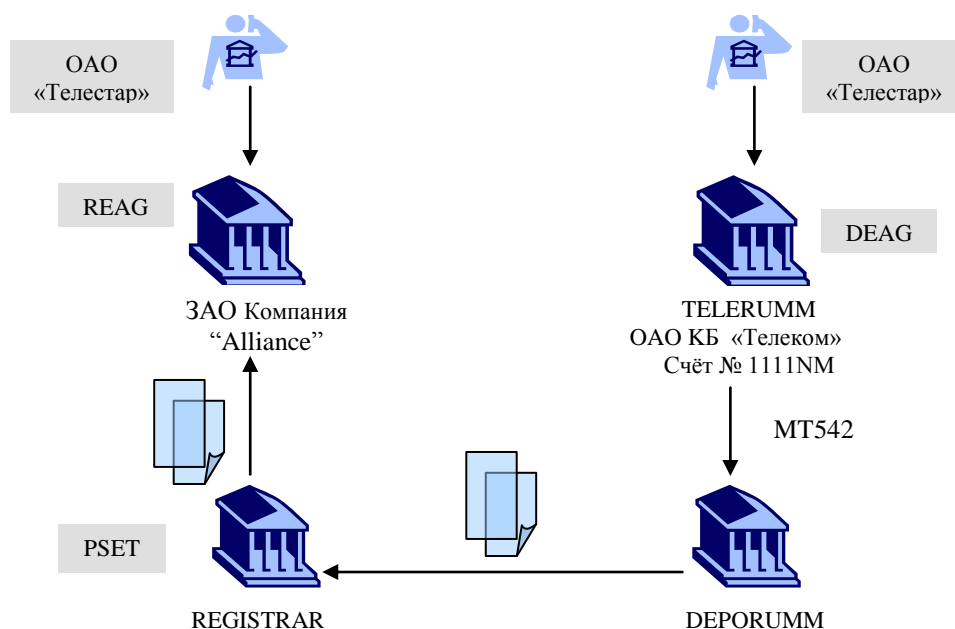 ОАО
«Телестар»
ОАО
«Телестар»
REAG
DEAG
ЗАО Компания
“Alliance”
TELERUMM
ОАО КБ «Телеком»
Счёт № 1111NM
MT542
PSET
REGISTRAR
DEPORUMM